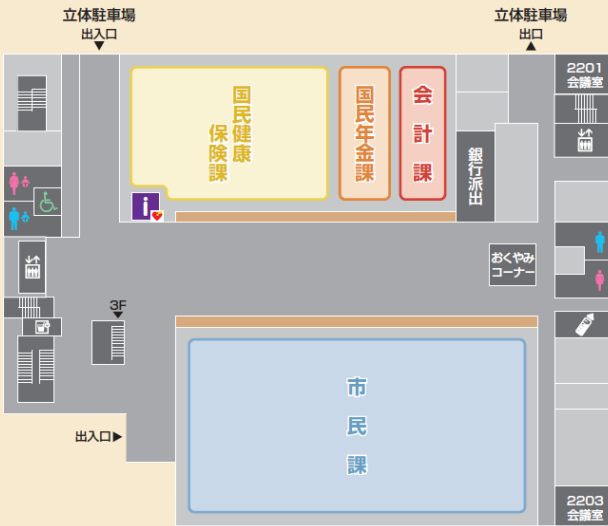 立体駐車場
出入口
立体駐車場
出口
2201
会議室
国民健康
保険課
国民年金課
会計課
銀行派出
i
おくやみ
コーナー
3F
市民課
出入口
2203
会議室